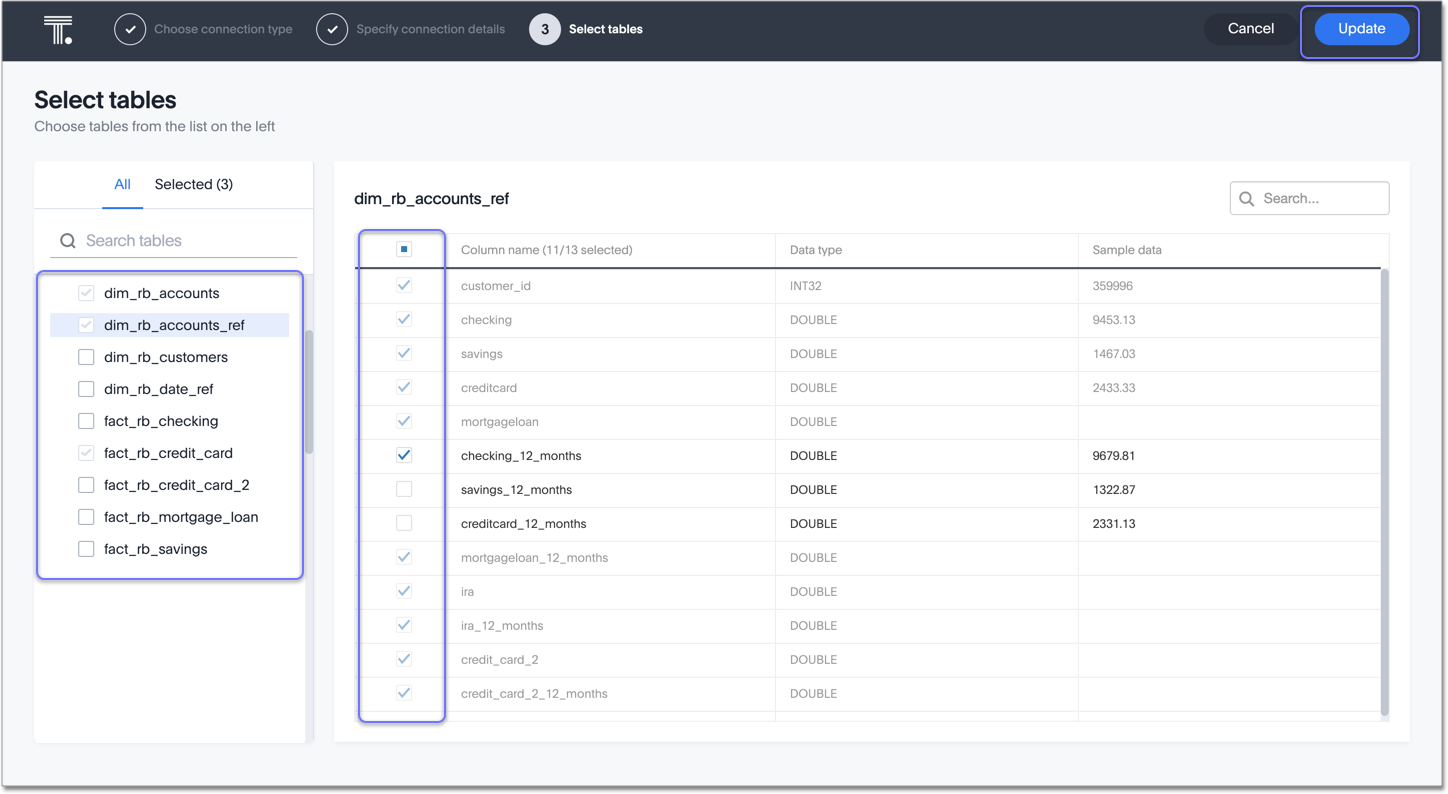 T.
Choose connection type
Specify connection details
3 Select tables
Cancel
Update
Select tables
Choose tables from the list on the left
All Selected (3)
Search tables
dim_rb_accounts
dim_rb_accounts_ref
dim_rb_customers
dim_rb_date_ref
fact_rb_checking
fact_rb_credit_card
fact_rb_credit_card_2
fact_rb_mortgage_loan
fact_rb_savings
dim_rb_accounts_ref
Search...
Column name (11/13 selected) Data type Sample data
customer_id INT32 359996
checking DOUBLE 9453.13
savings DOUBLE 1467.03
creditcard DOUBLE 2433.33
mortgageloan DOUBLE
checking_12_months DOUBLE 9679.81
savings_12_months DOUBLE 1322.87
creditcard_12_months DOUBLE 2331.13
mortgageloan_12_months DOUBLE
ira DOUBLE
ira_12_months DOUBLE
credit_card_2 DOUBLE
credit_card_2_12_months DOUBLE